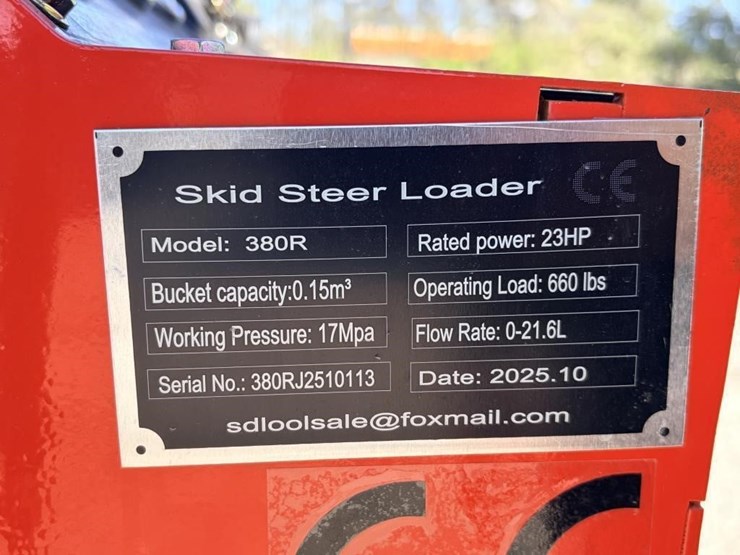 Skid Steer Loader CE
Model: 380R
Rated power: 23HP
Bucket capacity:0.15m³
Operating Load: 660 lbs
Working Pressure: 17Mpa
Flow Rate: 0-21.6L
Serial No.: 380RJ2510113
Date: 2025.10
sdloolsale@foxmail.com